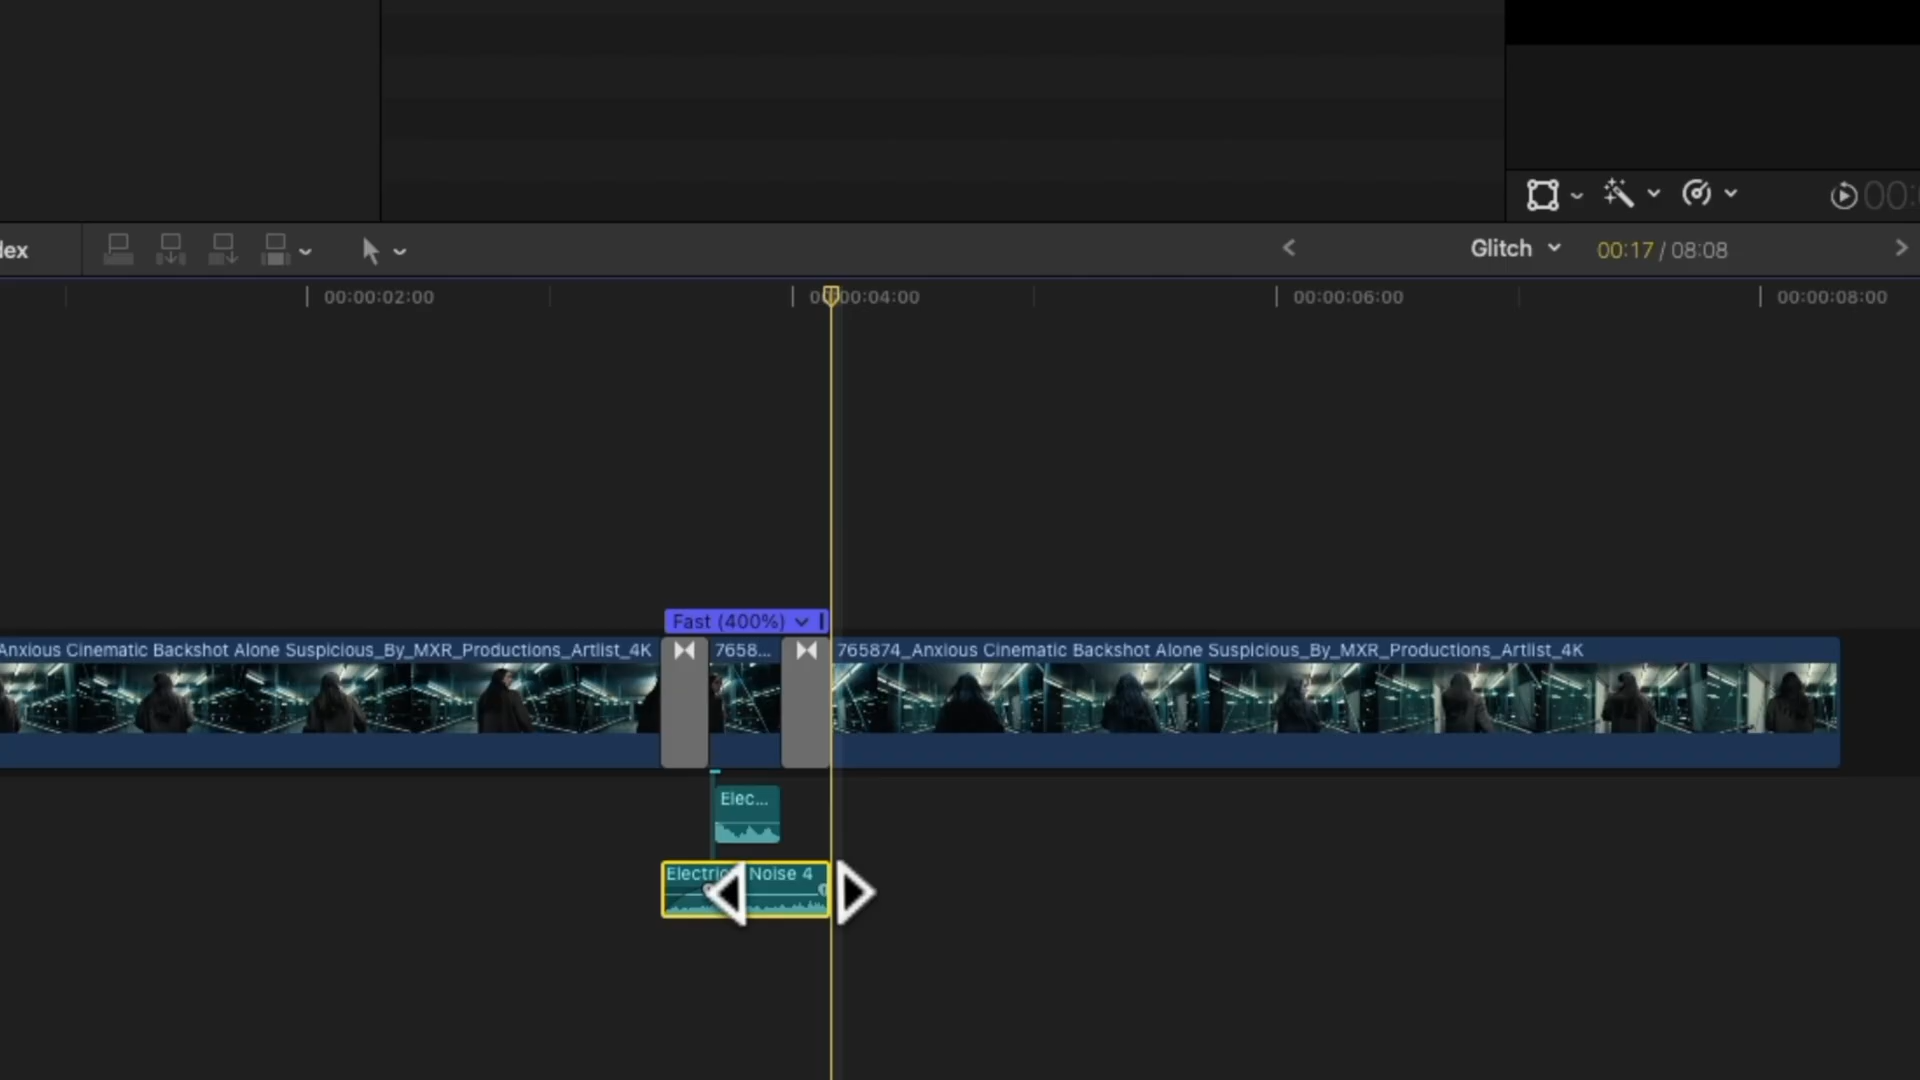 dex
Glitch
00:17 / 08:08
00:00:02:00
00:00:04:00
00:00:06:00
00:00:08:00
Fast (400%)
Anxious Cinematic Backshot Alone Suspicious_By_MXR_Productions_Artlist_4K
7658...
765874_Anxious Cinematic Backshot Alone Suspicious_By_MXR_Productions_Artlist_4K
Elec...
Electric Noise 4